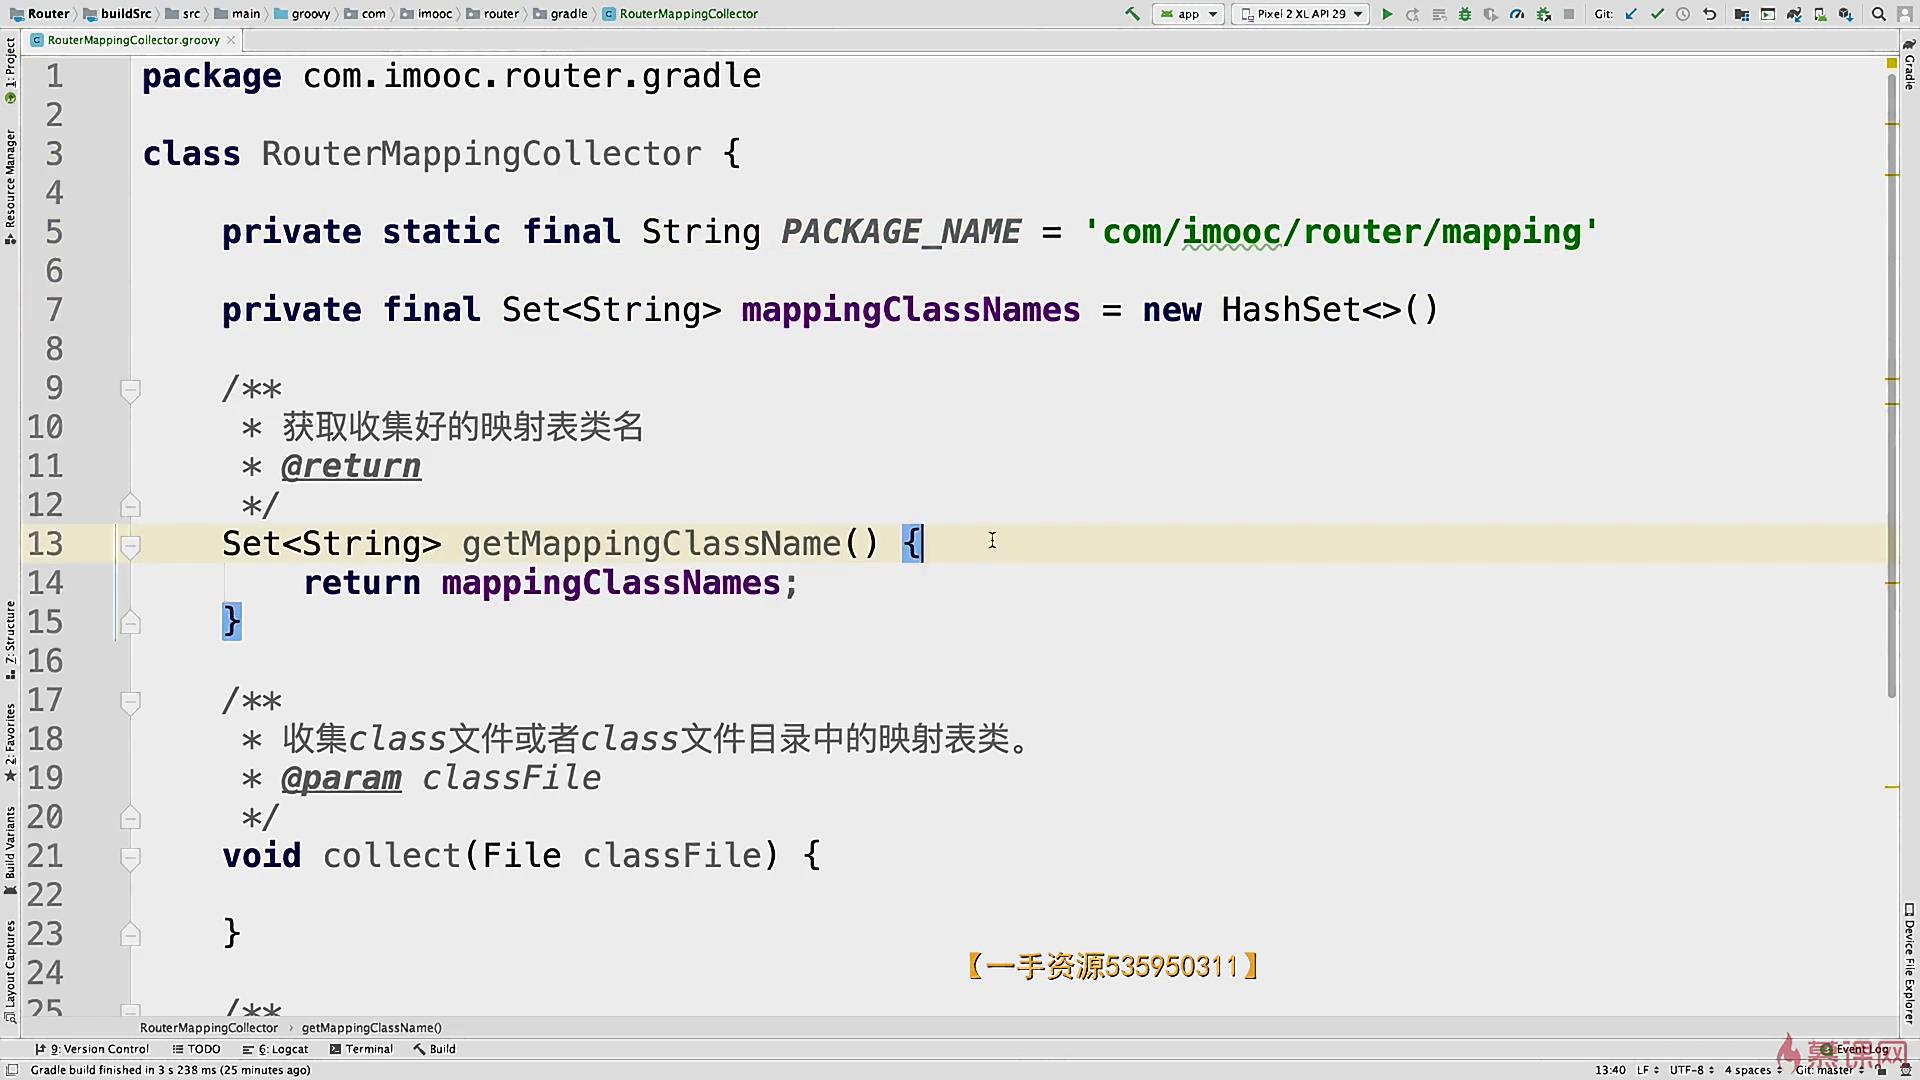 Router buildSrc src main groovy com imooc router gradle RouterMappingCollector app Pixel 2 XL API 29 Git:
RouterMappingCollector.groovy
1 package com.imooc.router.gradle
2
3 class RouterMappingCollector {
4
5 private static final String PACKAGE_NAME = 'com/imooc/router/mapping'
6
7 private final Set<String> mappingClassNames = new HashSet<>()
8
9 /**
10 * 获取收集好的映射表类名
11 * @return
12 */
13 Set<String> getMappingClassName() {
14 return mappingClassNames;
15 }
16
17 /**
18 * 收集class文件或者class文件目录中的映射表类。
19 * @param classFile
20 */
21 void collect(File classFile) {
22
23 }
24
25 /**
【一手资源535950311】
1: Project
Resource Manager
7: Structure
2: Favorites
Build Variants
Layout Captures
Gradle
Device File Explorer
RouterMappingCollector › getMappingClassName()
9: Version Control TODO 6: Logcat Terminal Build Event Log
慕课网
Gradle build finished in 3 s 238 ms (25 minutes ago) 13:40 LF UTF-8 4 spaces Git: master